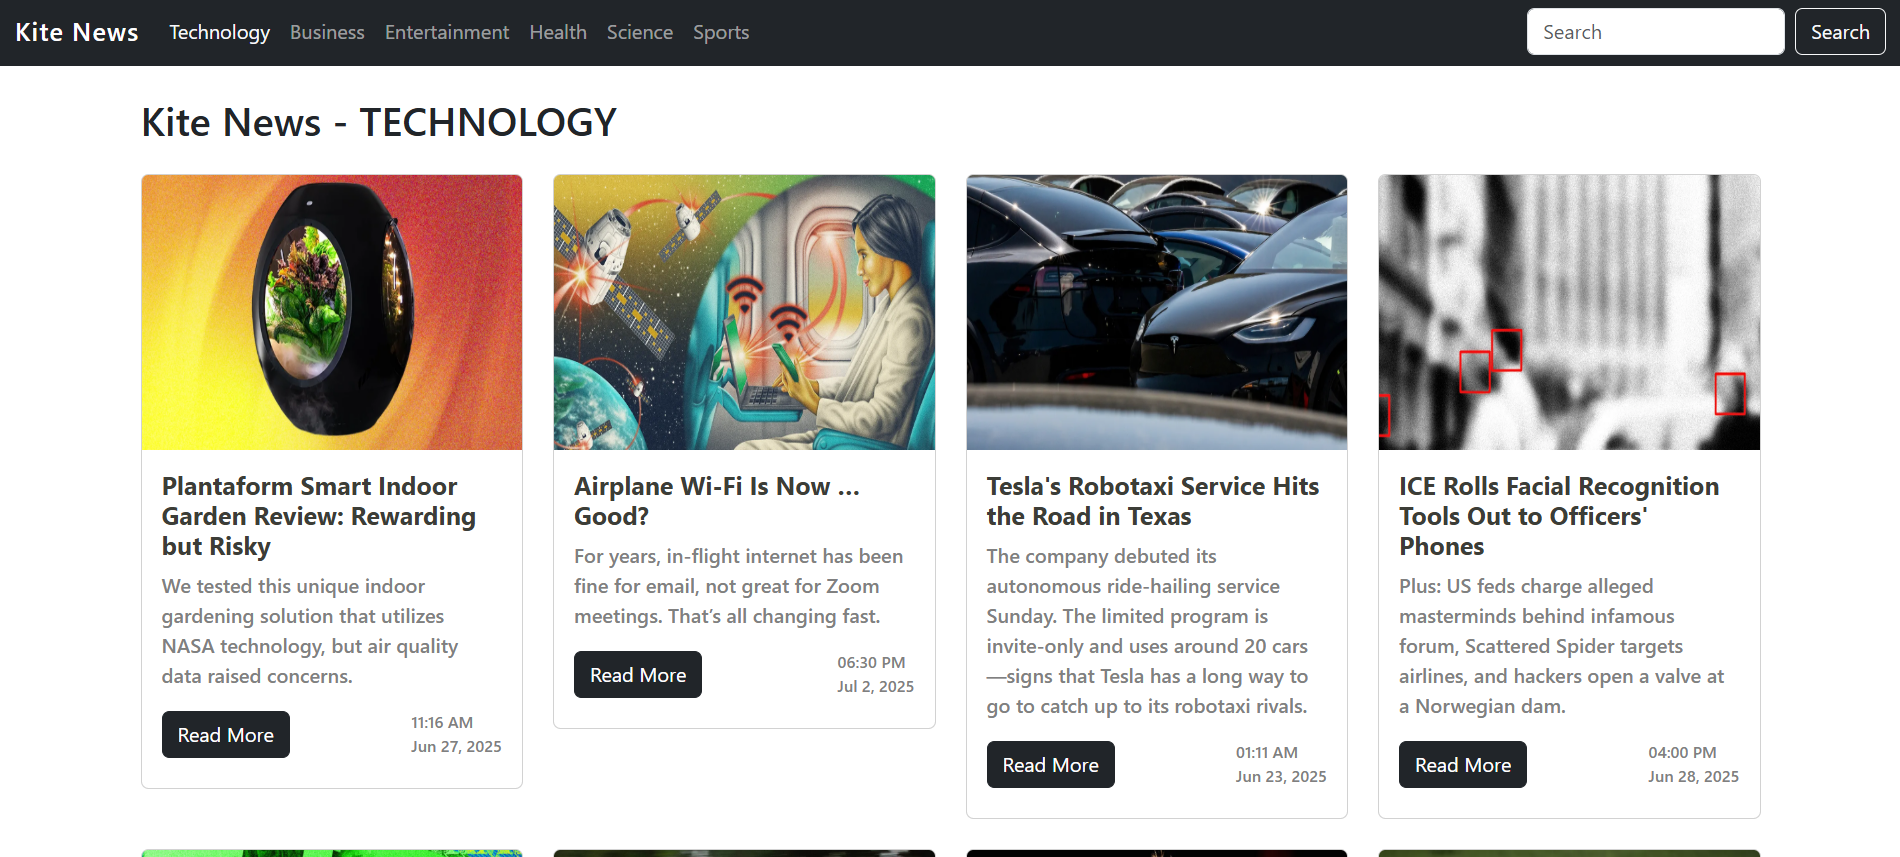 Kite News
Technology
Business
Entertainment
Health
Science
Sports
Search
Search
Kite News - TECHNOLOGY
Plantaform Smart Indoor
Garden Review: Rewarding
but Risky
We tested this unique indoor
gardening solution that utilizes
NASA technology, but air quality
data raised concerns.
Read More
11:16 AM
Jun 27, 2025
Airplane Wi-Fi Is Now …
Good?
For years, in-flight internet has been
fine for email, not great for Zoom
meetings. That’s all changing fast.
Read More
06:30 PM
Jul 2, 2025
Tesla's Robotaxi Service Hits
the Road in Texas
The company debuted its
autonomous ride-hailing service
Sunday. The limited program is
invite-only and uses around 20 cars
—signs that Tesla has a long way to
go to catch up to its robotaxi rivals.
Read More
01:11 AM
Jun 23, 2025
ICE Rolls Facial Recognition
Tools Out to Officers'
Phones
Plus: US feds charge alleged
masterminds behind infamous
forum, Scattered Spider targets
airlines, and hackers open a valve at
a Norwegian dam.
Read More
04:00 PM
Jun 28, 2025